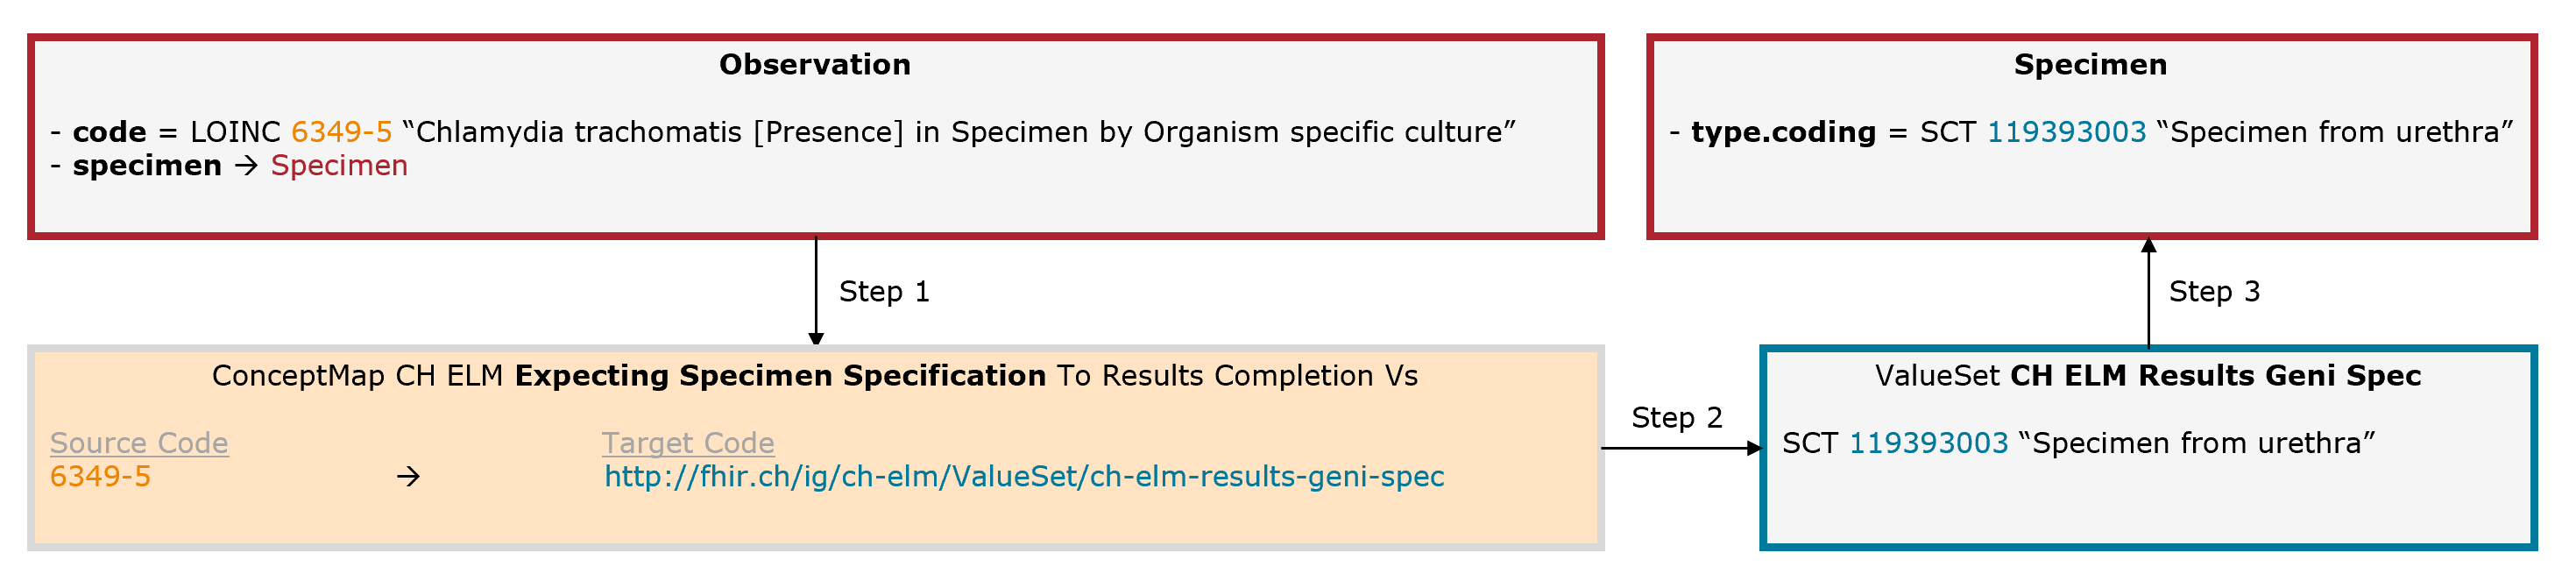 Observation
- code = LOINC 6349-5 “Chlamydia trachomatis [Presence] in Specimen by Organism specific culture”
- specimen → Specimen
Specimen
- type.coding = SCT 119393003 “Specimen from urethra”
Step 1
Step 3
ConceptMap CH ELM Expecting Specimen Specification To Results Completion Vs
Source Code Target Code
6349-5 → http://fhir.ch/ig/ch-elm/ValueSet/ch-elm-results-geni-spec
Step 2
ValueSet CH ELM Results Geni Spec
SCT 119393003 “Specimen from urethra”